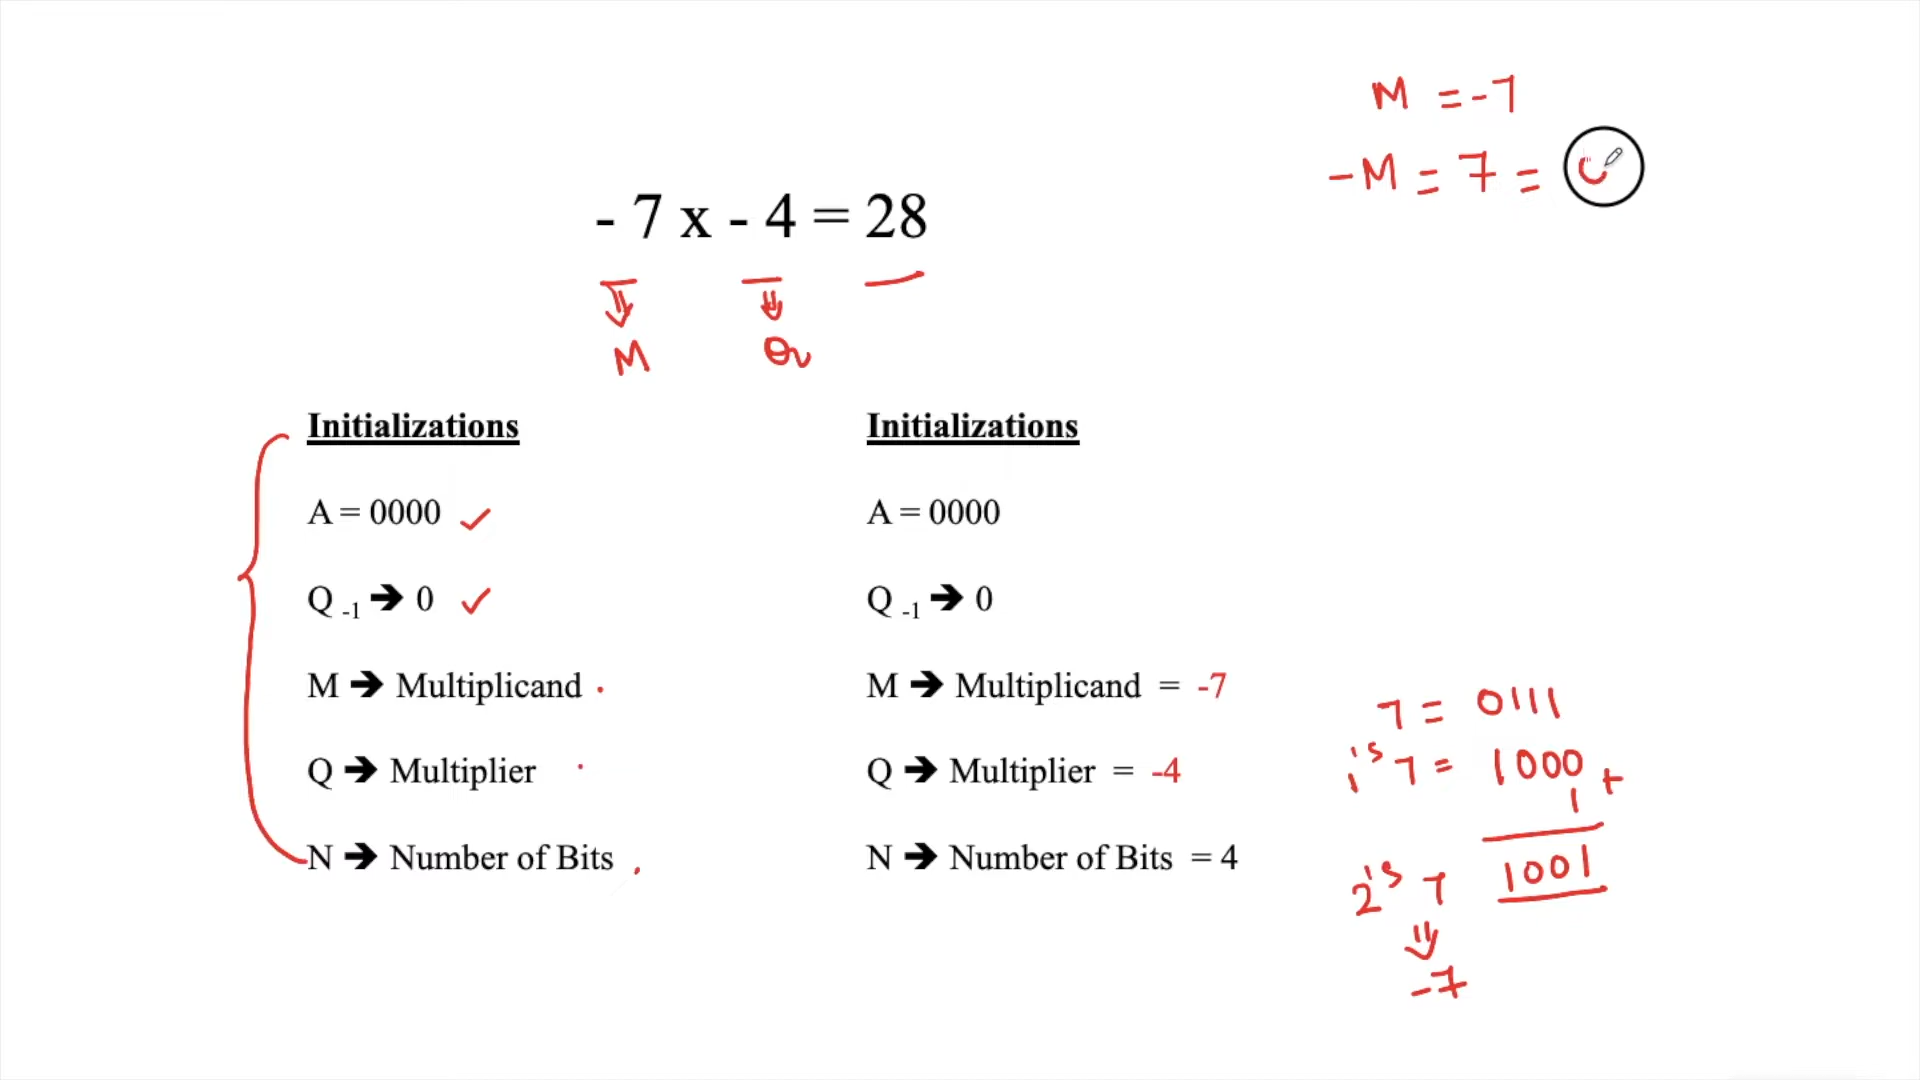 M = -7
-M = 7 =
- 7 x - 4 = 28
M Q
Initializations
A = 0000
Q -1 ➔ 0
M ➔ Multiplicand
Q ➔ Multiplier
N ➔ Number of Bits
Initializations
A = 0000
Q -1 ➔ 0
M ➔ Multiplicand = -7
Q ➔ Multiplier = -4
N ➔ Number of Bits = 4
7 = 0111
1's 7 = 1000
1 +
2's 7 1001
-7